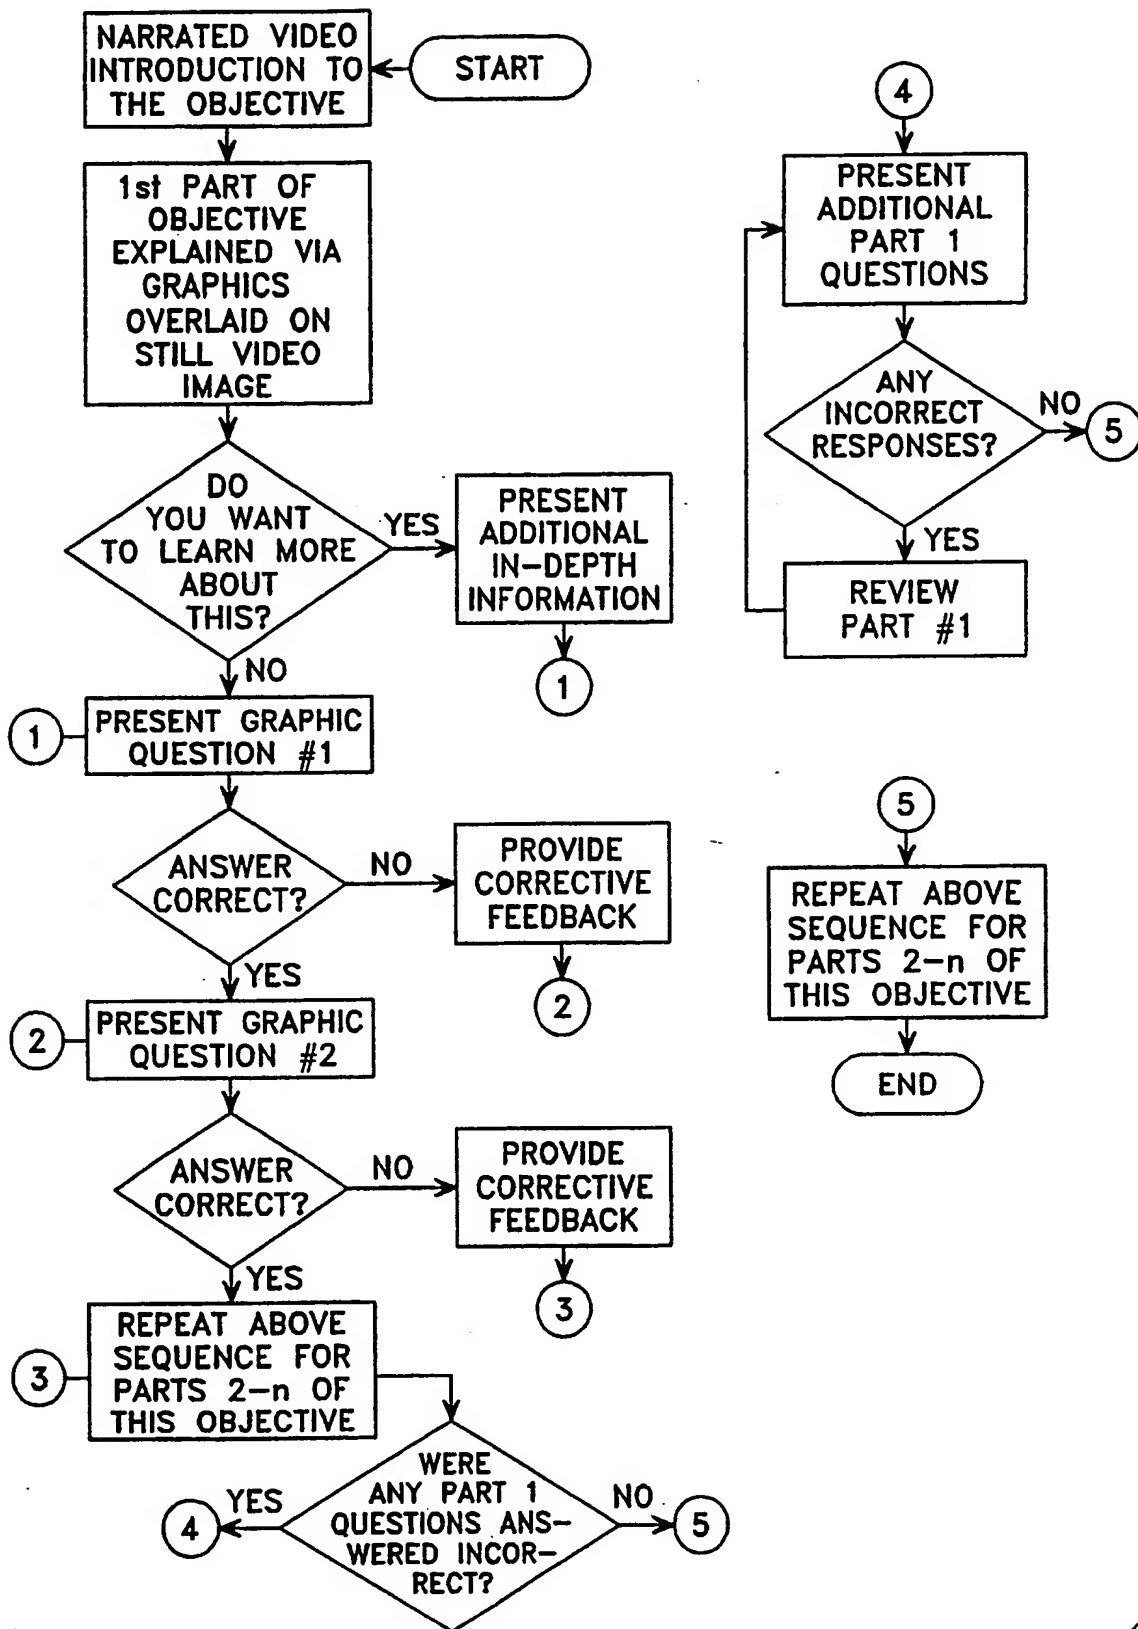 NARRATED VIDEO
INTRODUCTION TO
THE OBJECTIVE
START
1st PART OF
OBJECTIVE
EXPLAINED VIA
GRAPHICS
OVERLAID ON
STILL VIDEO
IMAGE
DO
YOU WANT
TO LEARN MORE
ABOUT
THIS?
YES
PRESENT
ADDITIONAL
IN-DEPTH
INFORMATION
1
NO
1
PRESENT GRAPHIC
QUESTION #1
ANSWER
CORRECT?
NO
PROVIDE
CORRECTIVE
FEEDBACK
2
YES
2
PRESENT GRAPHIC
QUESTION #2
ANSWER
CORRECT?
NO
PROVIDE
CORRECTIVE
FEEDBACK
3
YES
3
REPEAT ABOVE
SEQUENCE FOR
PARTS 2-n OF
THIS OBJECTIVE
WERE
ANY PART 1
QUESTIONS ANS-
WERED INCOR-
RECT?
YES
4
NO
5
4
PRESENT
ADDITIONAL
PART 1
QUESTIONS
ANY
INCORRECT
RESPONSES?
NO
5
YES
REVIEW
PART #1
5
REPEAT ABOVE
SEQUENCE FOR
PARTS 2-n OF
THIS OBJECTIVE
END